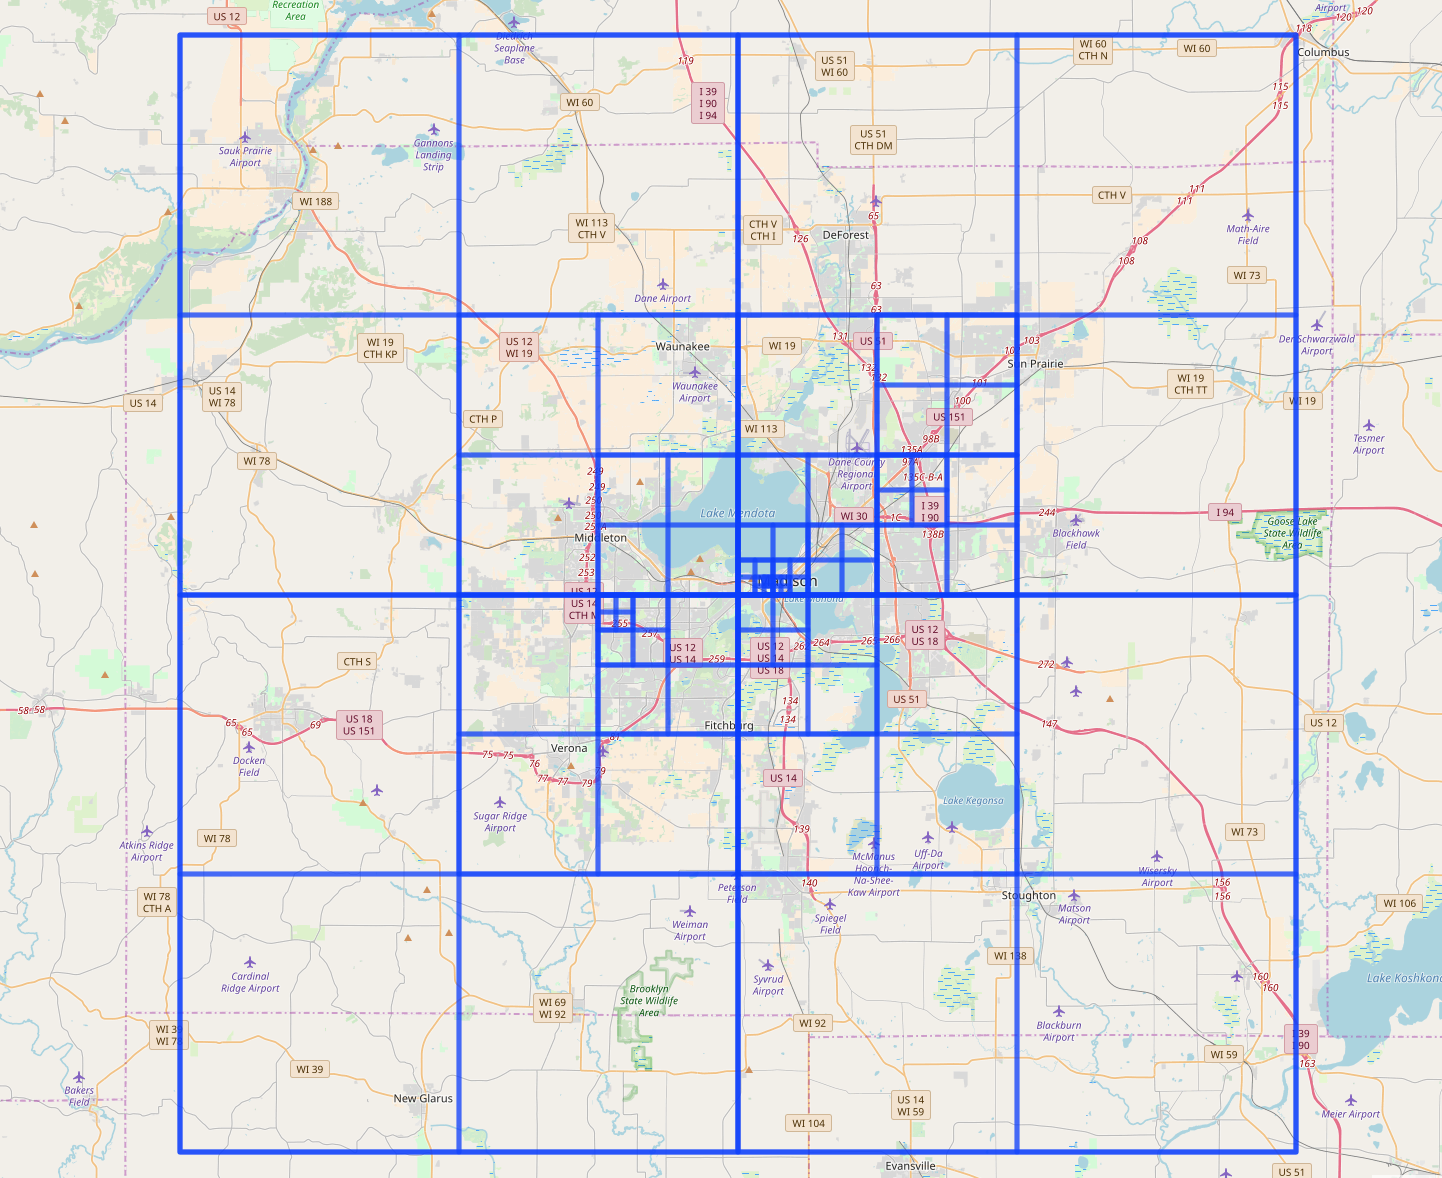 Recreation
Area
US 12
Airport
120
120
118
Columbus
Diedrich
Seaplane
Base
119
US 51
WI 60
WI 60
CTH N
WI 60
WI 60
I 39
I 90
I 94
115
115
US 51
CTH DM
Sauk Prairie
Airport
Gannons
Landing
Strip
WI 188
WI 113
CTH V
CTH V
CTH I
126
65
DeForest
CTH V
111
111
108
108
Math-Aire
Field
WI 73
Dane Airport
63
63
WI 19
CTH KP
US 12
WI 19
Waunakee
WI 19
131
US 51
132
132
103
Sun Prairie
Der Schwarzwald
Airport
Waunakee
Airport
101
100
WI 19
CTH TT
WI 19
US 14
US 14
WI 78
CTH P
WI 113
US 151
98B
135A
97A
135C-B-A
Tesmer
Airport
WI 78
249
Dane County
Regional
Airport
Lake Mendota
WI 30
1C
I 39
I 90
138B
244
I 94
Blackhawk
Field
Goose Lake
State Wildlife
Area
Middleton
252
253
Madison
Lake Monona
US 12
US 14
CTH M
265
257
US 12
US 14
259
US 12
US 14
US 18
264
265
266
US 12
US 18
272
CTH S
58
58
65
65
69
US 18
US 151
US 51
134
134
147
US 12
Fitchburg
Verona
75
75
76
77
77
79
79
81
Docken
Field
US 14
Lake Kegonsa
Sugar Ridge
Airport
139
Uff-Da
Airport
McManus
Hoonch-
Na-Shee-
Kaw Airport
WI 73
Atkins Ridge
Airport
WI 78
Wisersky
Airport
140
Peterson
Field
156
156
WI 78
CTH A
Stoughton
Matson
Airport
WI 106
Weiman
Airport
Spiegel
Field
WI 138
Cardinal
Ridge Airport
Syvrud
Airport
160
160
Lake Koshkonong
Brooklyn
State Wildlife
Area
WI 69
WI 92
WI 92
Blackburn
Airport
WI 39
WI 78
I 39
I 90
WI 59
163
WI 39
Bakers
Field
New Glarus
US 14
WI 59
Meier Airport
WI 104
Evansville
US 51